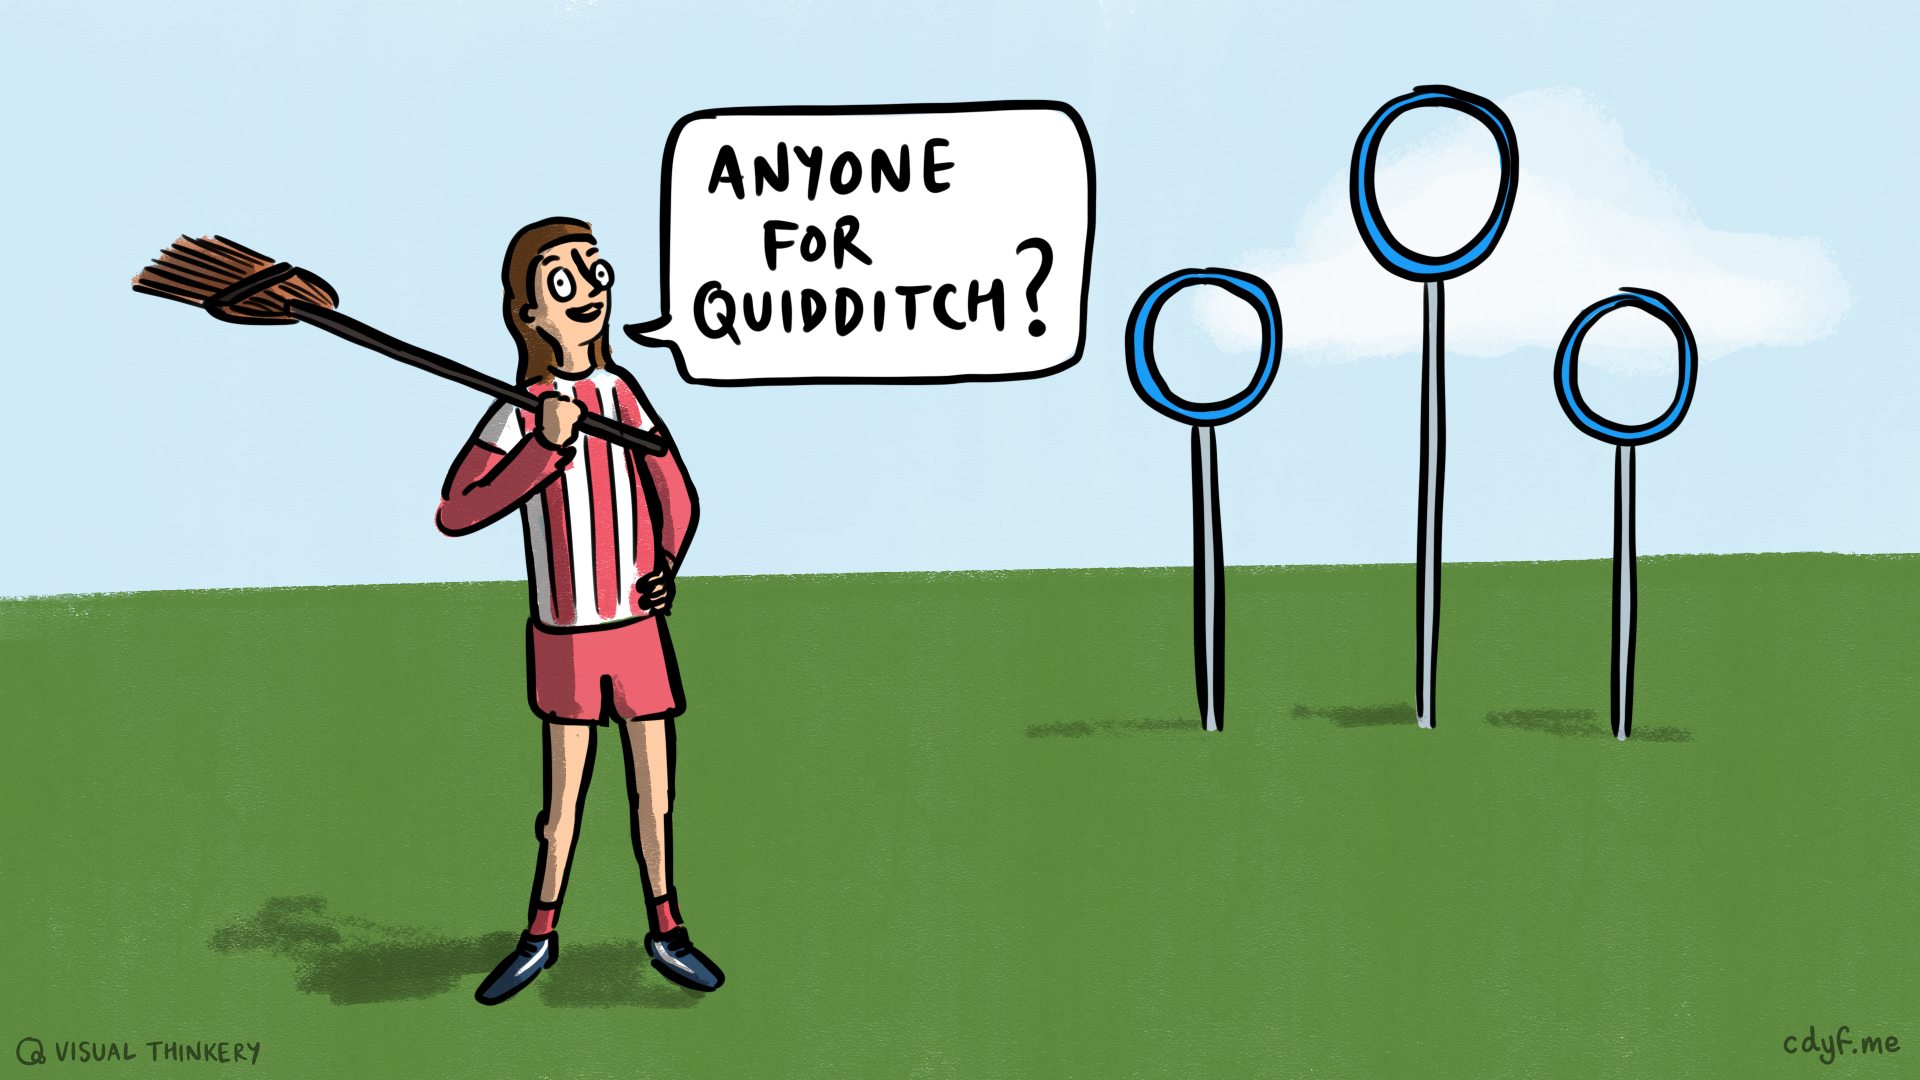 ANYONE
FOR
QUIDDITCH?
VISUAL THINKERY
cdyf.me